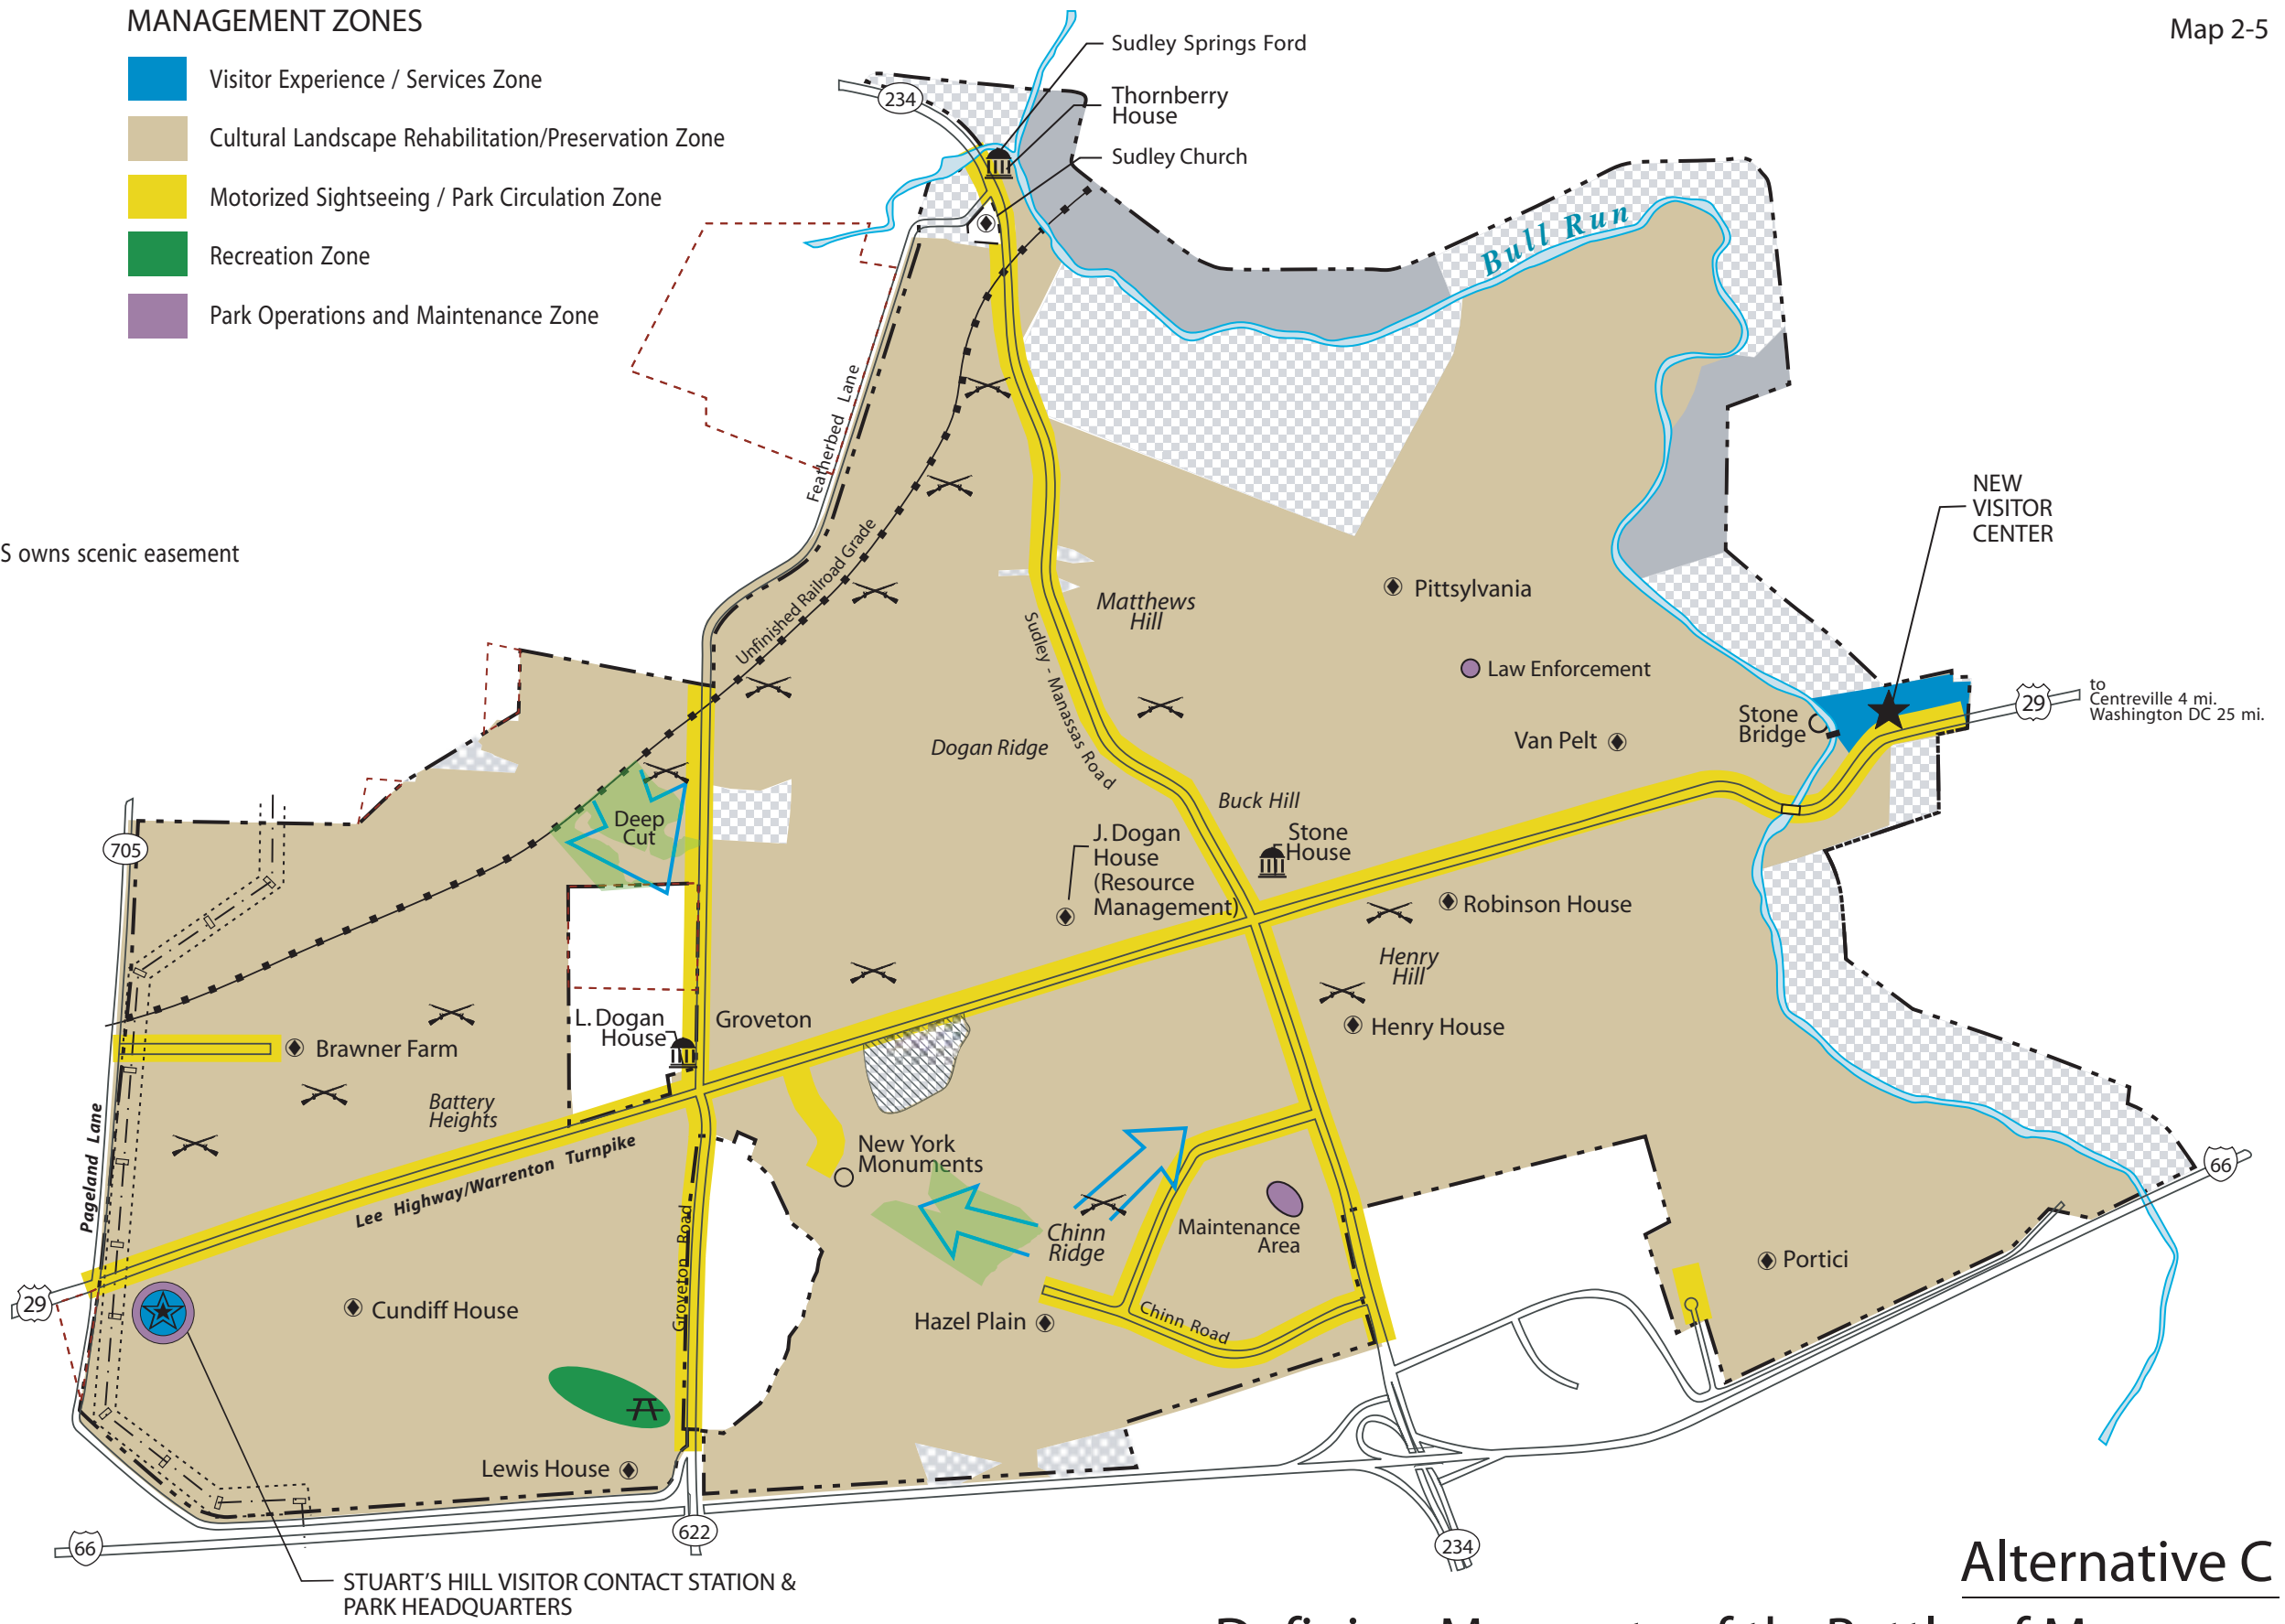 MANAGEMENT ZONES
Visitor Experience / Services Zone
Cultural Landscape Rehabilitation/Preservation Zone
Motorized Sightseeing / Park Circulation Zone
Recreation Zone
Park Operations and Maintenance Zone
Map 2-5
Sudley Springs Ford
Thornberry
House
Sudley Church
234
Bull Run
Featherbed Lane
Unfinished Railroad Grade
S owns scenic easement
NEW
VISITOR
CENTER
Matthews
Hill
Pittsylvania
Law Enforcement
Sudley - Manassas Road
Dogan Ridge
Van Pelt
Stone
Bridge
29
to
Centreville 4 mi.
Washington DC 25 mi.
Buck Hill
Deep
Cut
705
J. Dogan
House
(Resource
Management)
Stone
House
Robinson House
Henry
Hill
Henry House
L. Dogan
House
Groveton
Brawner Farm
Battery
Heights
Pageland Lane
Lee Highway/Warrenton Turnpike
New York
Monuments
Groveton Road
Chinn
Ridge
Maintenance
Area
66
Portici
29
Cundiff House
Hazel Plain
Chinn Road
Lewis House
66
622
234
STUART'S HILL VISITOR CONTACT STATION &
PARK HEADQUARTERS
Alternative C